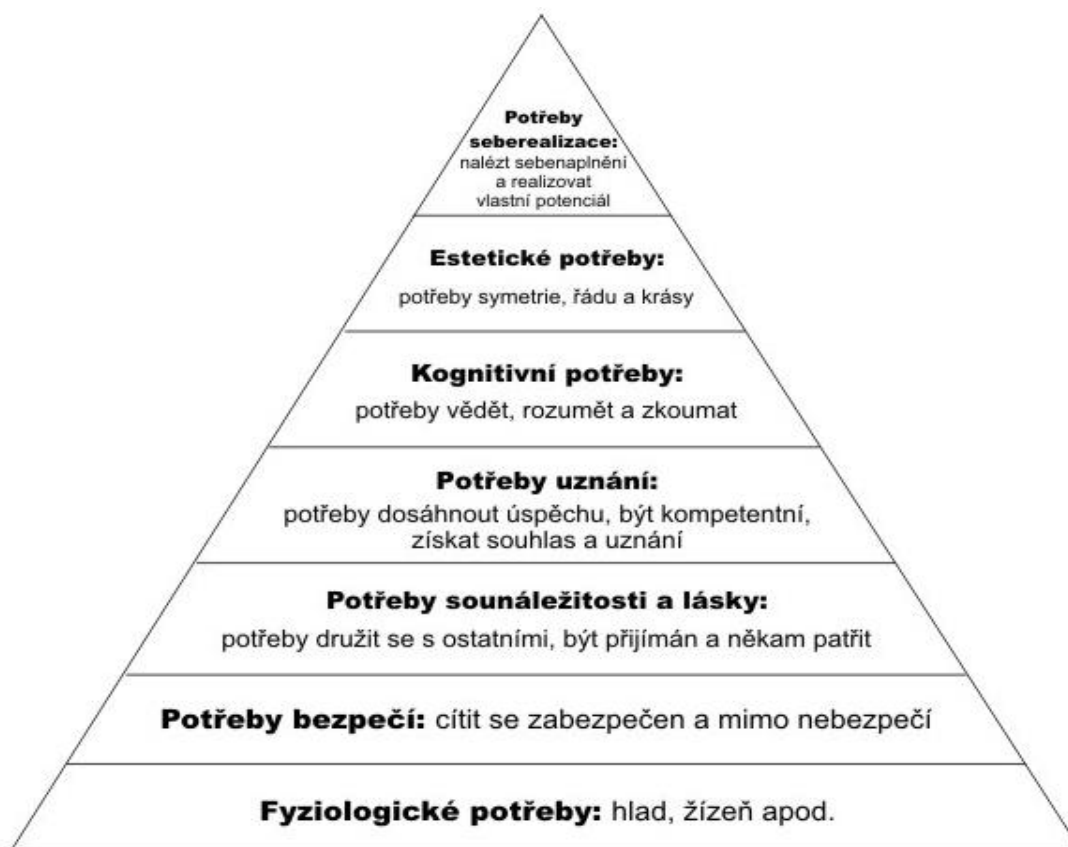 Potřeby
seberealizace:
nalézt sebenaplnění
a realizovat
vlastní potenciál
Estetické potřeby:
potřeby symetrie, řádu a krásy
Kognitivní potřeby:
potřeby vědět, rozumět a zkoumat
Potřeby uznání:
potřeby dosáhnout úspěchu, být kompetentní,
získat souhlas a uznání
Potřeby sounáležitosti a lásky:
potřeby družit se s ostatními, být přijímán a někam patřit
Potřeby bezpečí: cítit se zabezpečen a mimo nebezpečí
Fyziologické potřeby: hlad, žízeň apod.